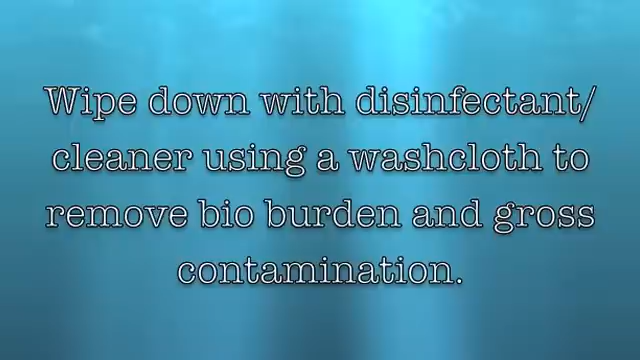 Wipe down with disinfectant/
cleaner using a washcloth to
remove bio burden and gross
contamination.